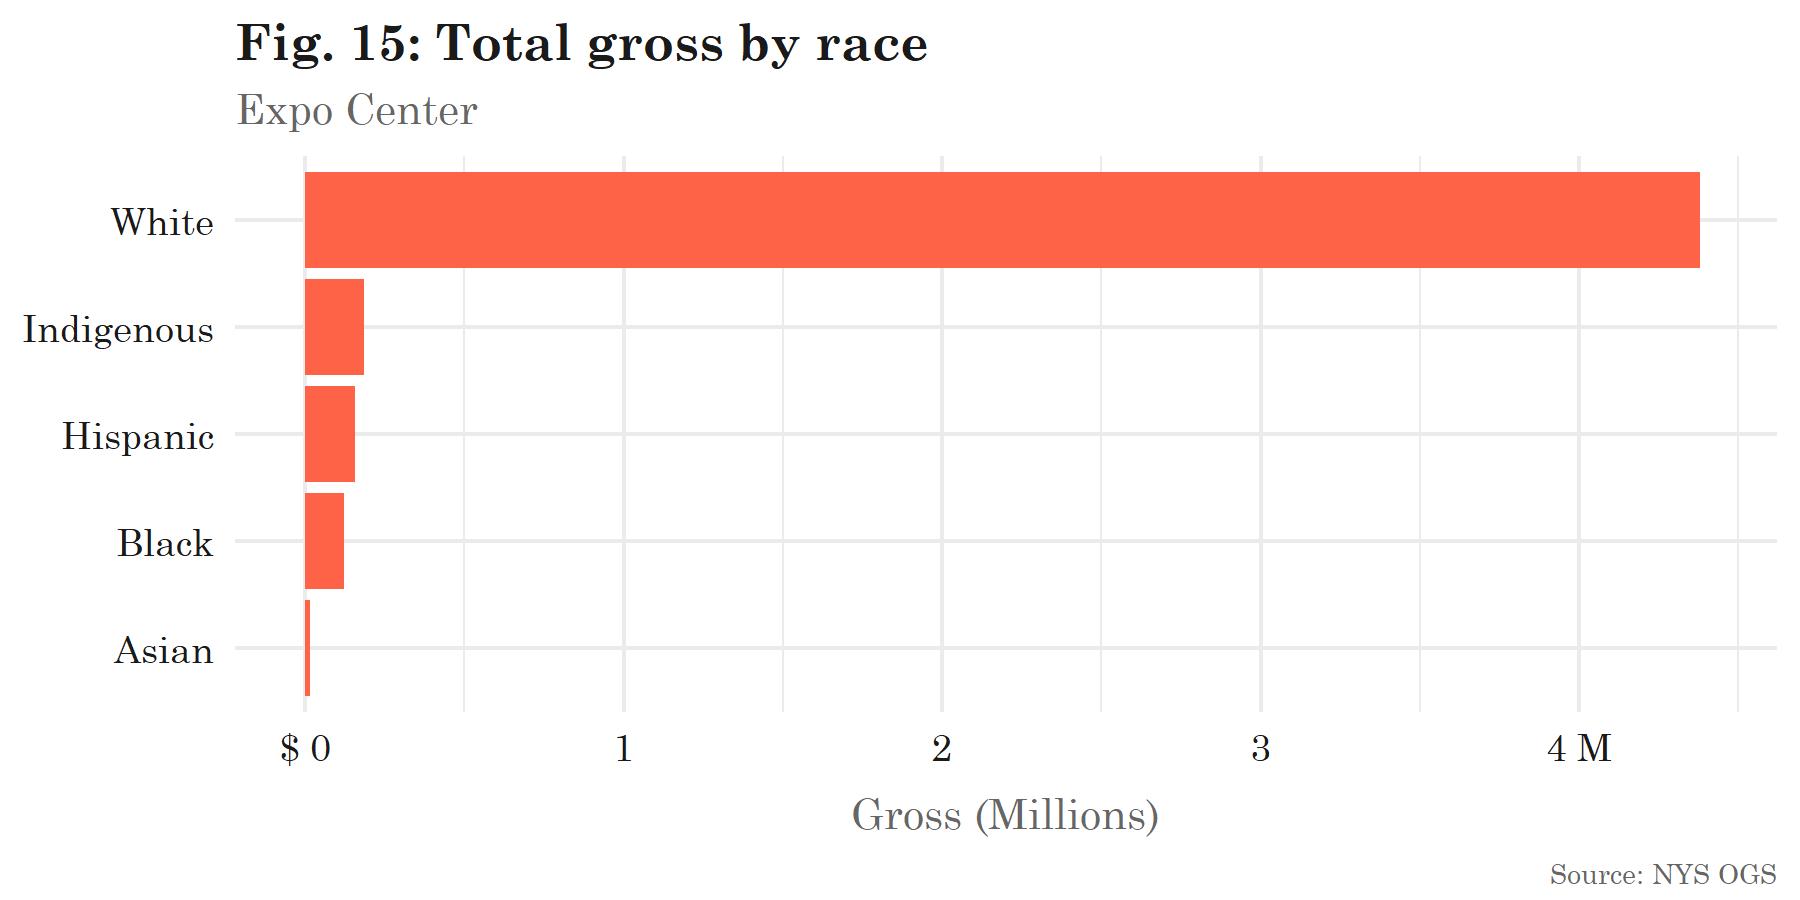 Fig. 15: Total gross by race
Expo Center
White
Indigenous
Hispanic
Black
Asian
$ 0 1 2 3 4 M
Gross (Millions)
Source: NYS OGS